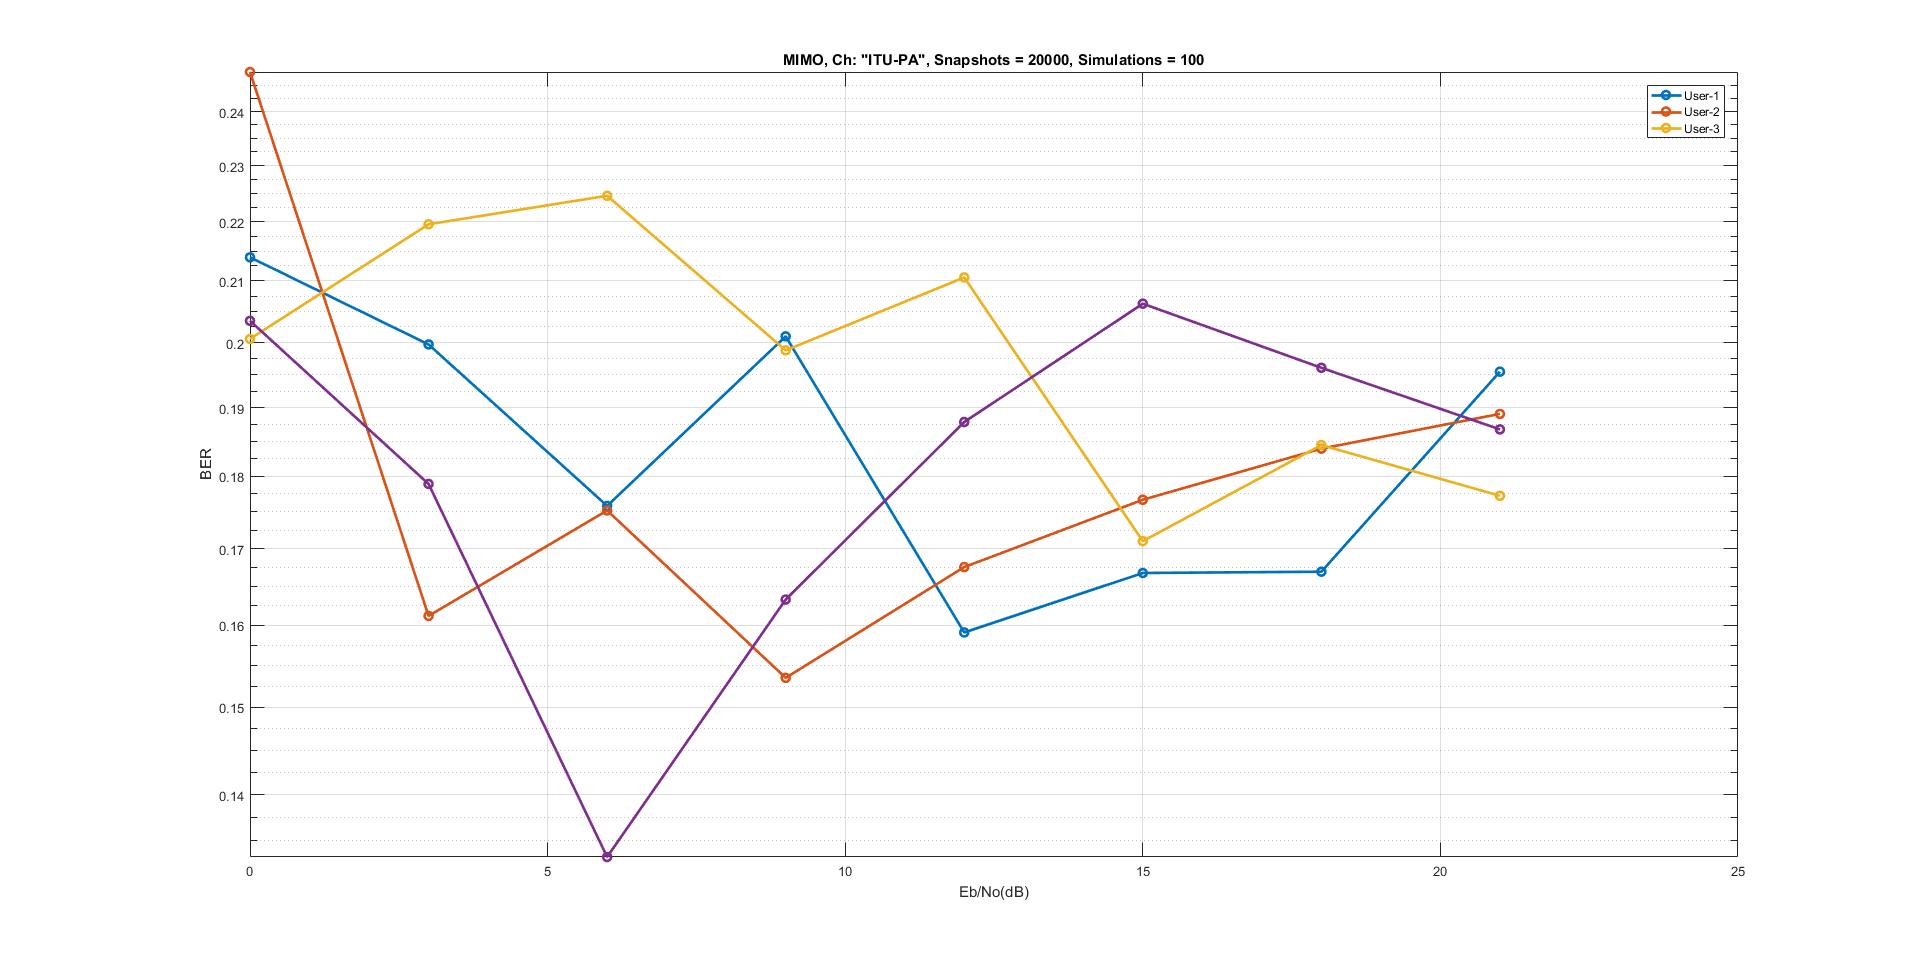 MIMO, Ch: "ITU-PA", Snapshots = 20000, Simulations = 100
User-1
User-2
User-3
0.24
0.23
0.22
0.21
0.2
0.19
0.18
0.17
0.16
0.15
0.14
BER
0
5
10
15
20
25
Eb/No(dB)